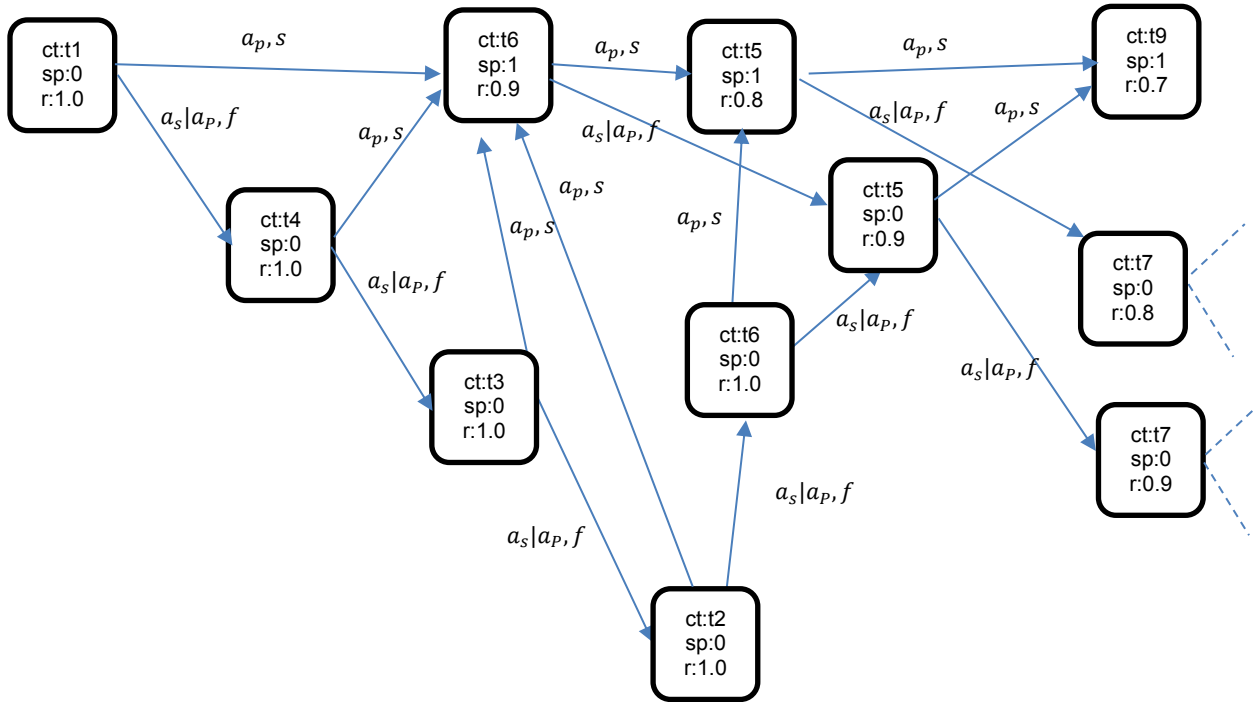 ct:t1
sp:0
r:1.0
a_p, s
ct:t6
sp:1
r:0.9
a_p, s
ct:t5
sp:1
r:0.8
a_p, s
ct:t9
sp:1
r:0.7
a_s|a_P, f
a_p, s
a_s|a_P, f
a_s|a_P, f
a_p, s
ct:t4
sp:0
r:1.0
a_p, s
a_p, s
a_p, s
ct:t5
sp:0
r:0.9
ct:t7
sp:0
r:0.8
a_s|a_P, f
ct:t6
sp:0
r:1.0
a_s|a_P, f
ct:t3
sp:0
r:1.0
a_s|a_P, f
ct:t7
sp:0
r:0.9
a_s|a_P, f
a_s|a_P, f
ct:t2
sp:0
r:1.0